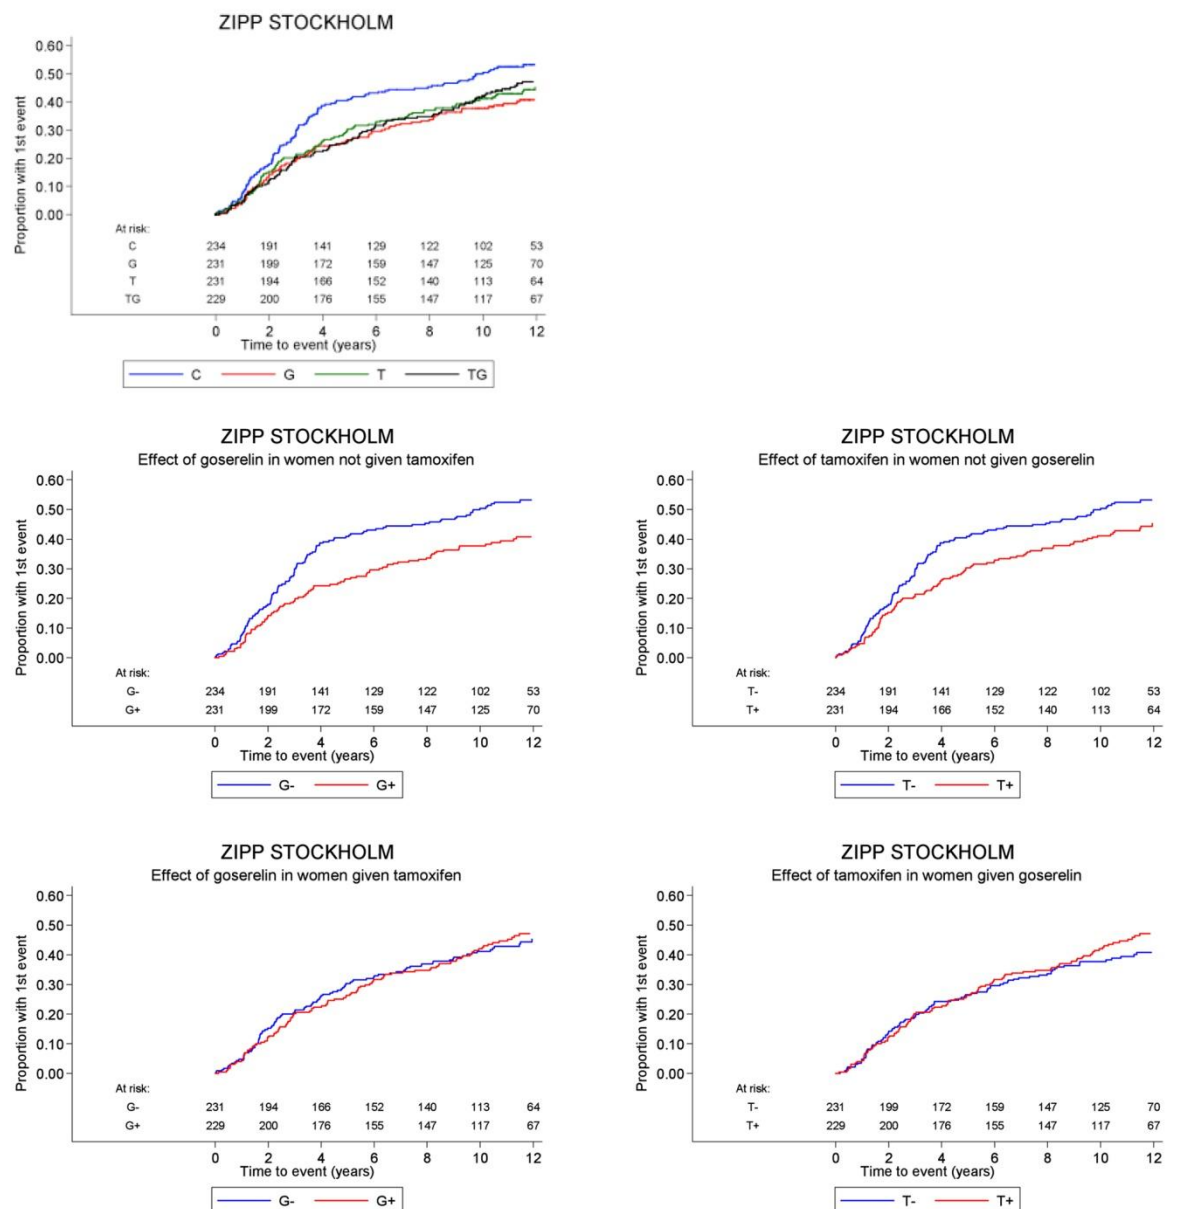 ZIPP STOCKHOLM
Proportion with 1st event
0.60
0.50
0.40
0.30
0.20
0.10
0.00
At risk:
C 234 191 141 129 122 102 53
G 231 199 172 159 147 125 70
T 231 194 166 152 140 113 64
TG 229 200 176 155 147 117 67
0 2 4 6 8 10 12
Time to event (years)
C G T TG
ZIPP STOCKHOLM
Effect of goserelin in women not given tamoxifen
Proportion with 1st event
0.60
0.50
0.40
0.30
0.20
0.10
0.00
At risk:
G- 234 191 141 129 122 102 53
G+ 231 199 172 159 147 125 70
0 2 4 6 8 10 12
Time to event (years)
G- G+
ZIPP STOCKHOLM
Effect of tamoxifen in women not given goserelin
Proportion with 1st event
0.60
0.50
0.40
0.30
0.20
0.10
0.00
At risk:
T- 234 191 141 129 122 102 53
T+ 231 194 166 152 140 113 64
0 2 4 6 8 10 12
Time to event (years)
T- T+
ZIPP STOCKHOLM
Effect of goserelin in women given tamoxifen
Proportion with 1st event
0.60
0.50
0.40
0.30
0.20
0.10
0.00
At risk:
G- 231 194 166 152 140 113 64
G+ 229 200 176 155 147 117 67
0 2 4 6 8 10 12
Time to event (years)
G- G+
ZIPP STOCKHOLM
Effect of tamoxifen in women given goserelin
Proportion with 1st event
0.60
0.50
0.40
0.30
0.20
0.10
0.00
At risk:
T- 231 199 172 159 147 125 70
T+ 229 200 176 155 147 117 67
0 2 4 6 8 10 12
Time to event (years)
T- T+